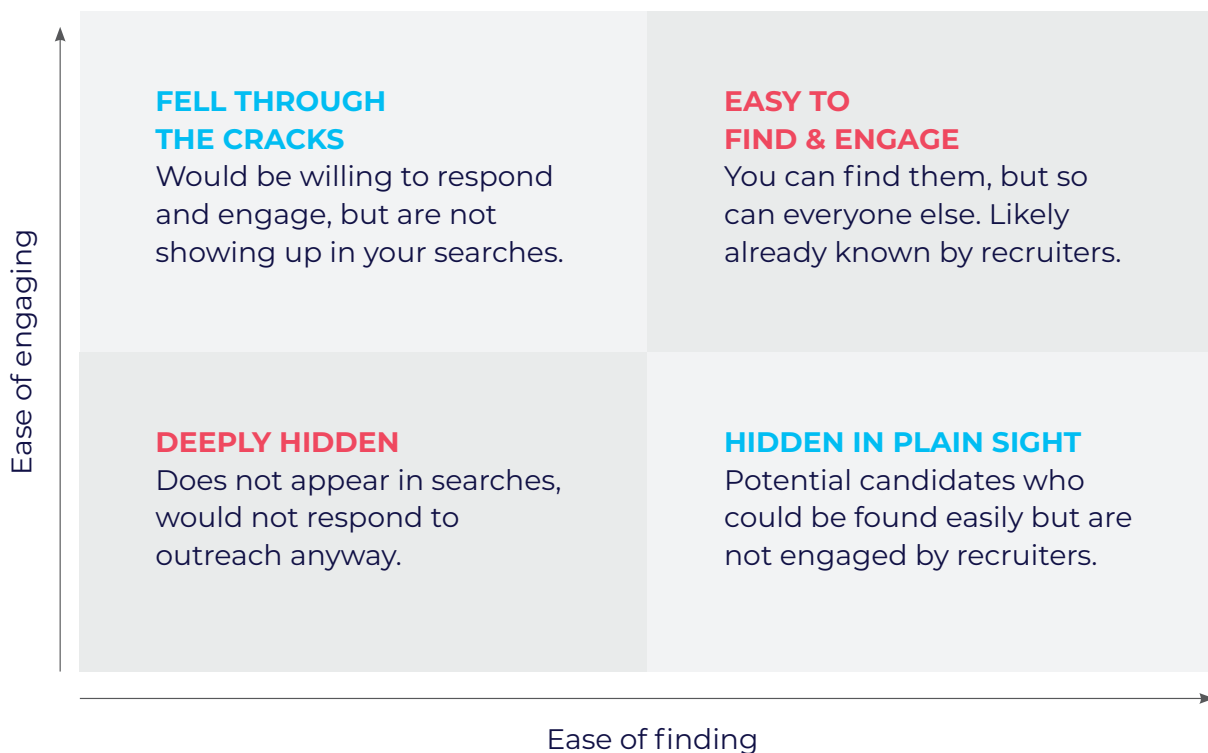 Ease of engaging
FELL THROUGH
THE CRACKS
Would be willing to respond
and engage, but are not
showing up in your searches.
EASY TO
FIND & ENGAGE
You can find them, but so
can everyone else. Likely
already known by recruiters.
DEEPLY HIDDEN
Does not appear in searches,
would not respond to
outreach anyway.
HIDDEN IN PLAIN SIGHT
Potential candidates who
could be found easily but are
not engaged by recruiters.
Ease of finding